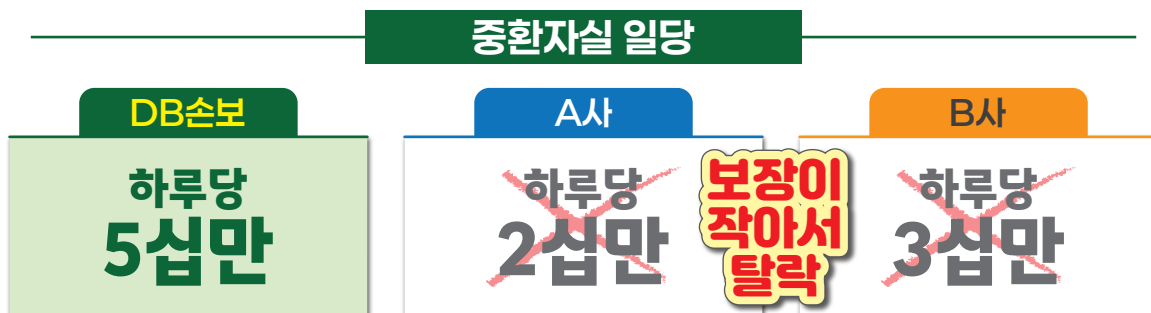 중환자실 일당
DB손보
하루당
5십만
A사
하루당
2십만
보장이
작아서
탈락
B사
하루당
3십만